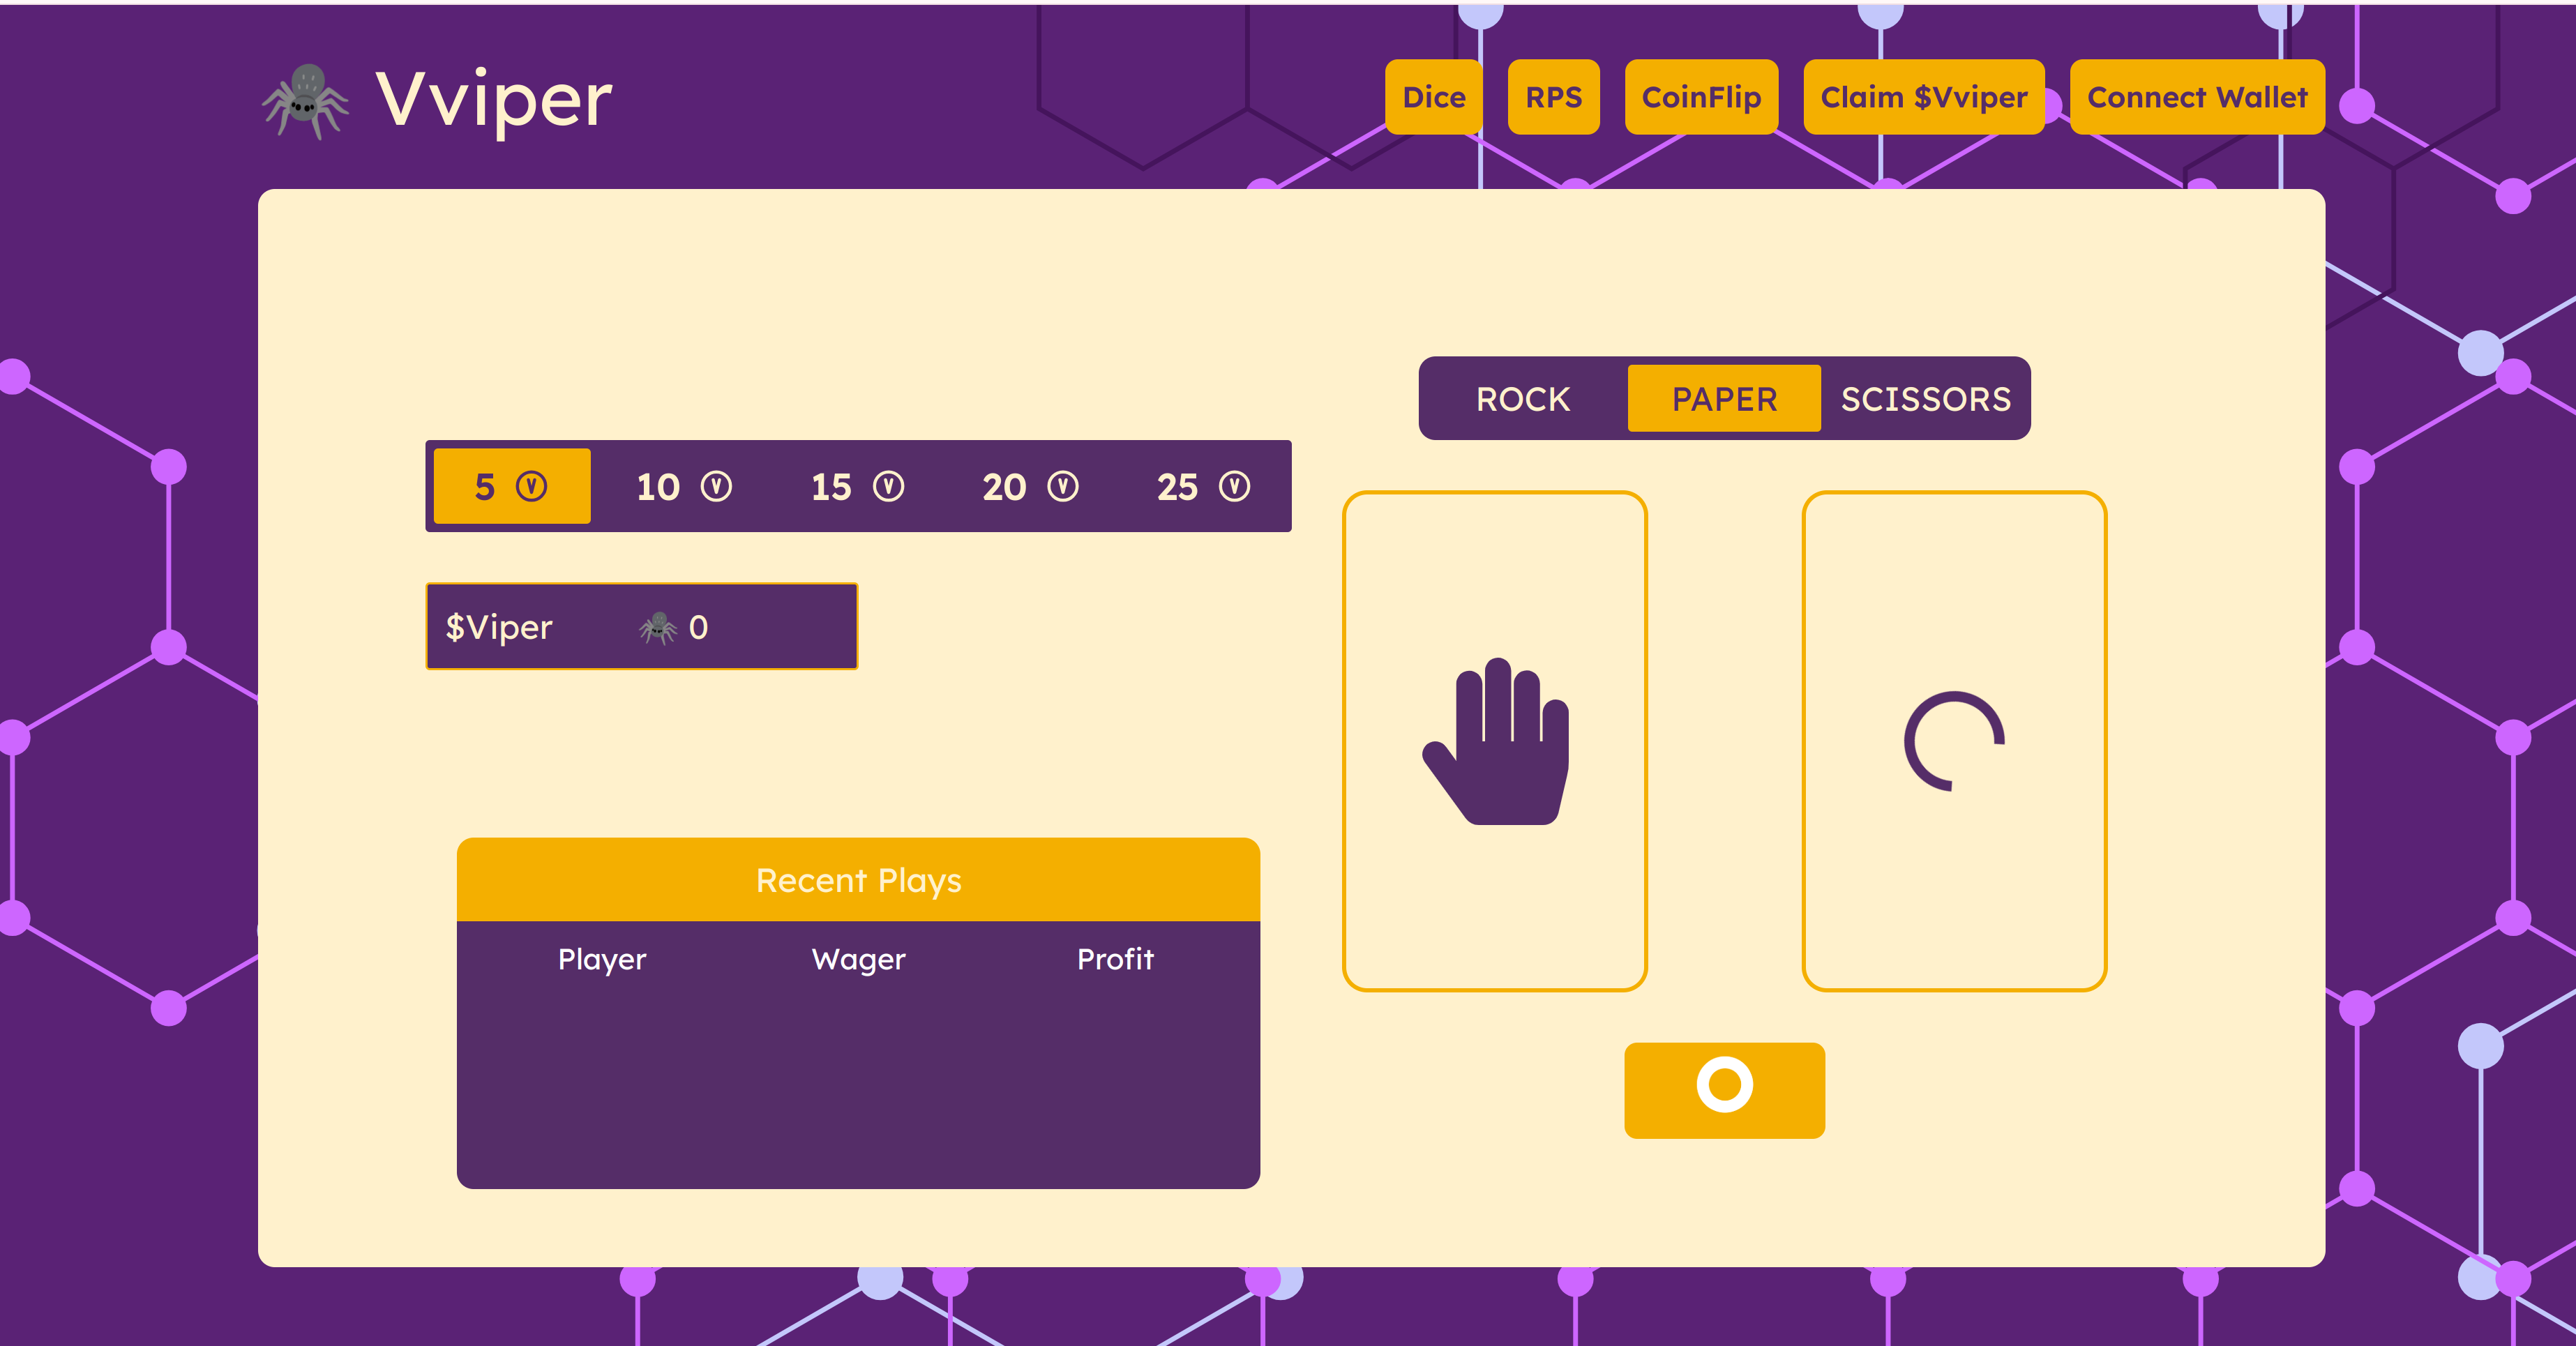 Vviper
Dice RPS CoinFlip Claim $Vviper Connect Wallet
ROCK PAPER SCISSORS
5 10 15 20 25
$Viper 0
Recent Plays
Player Wager Profit